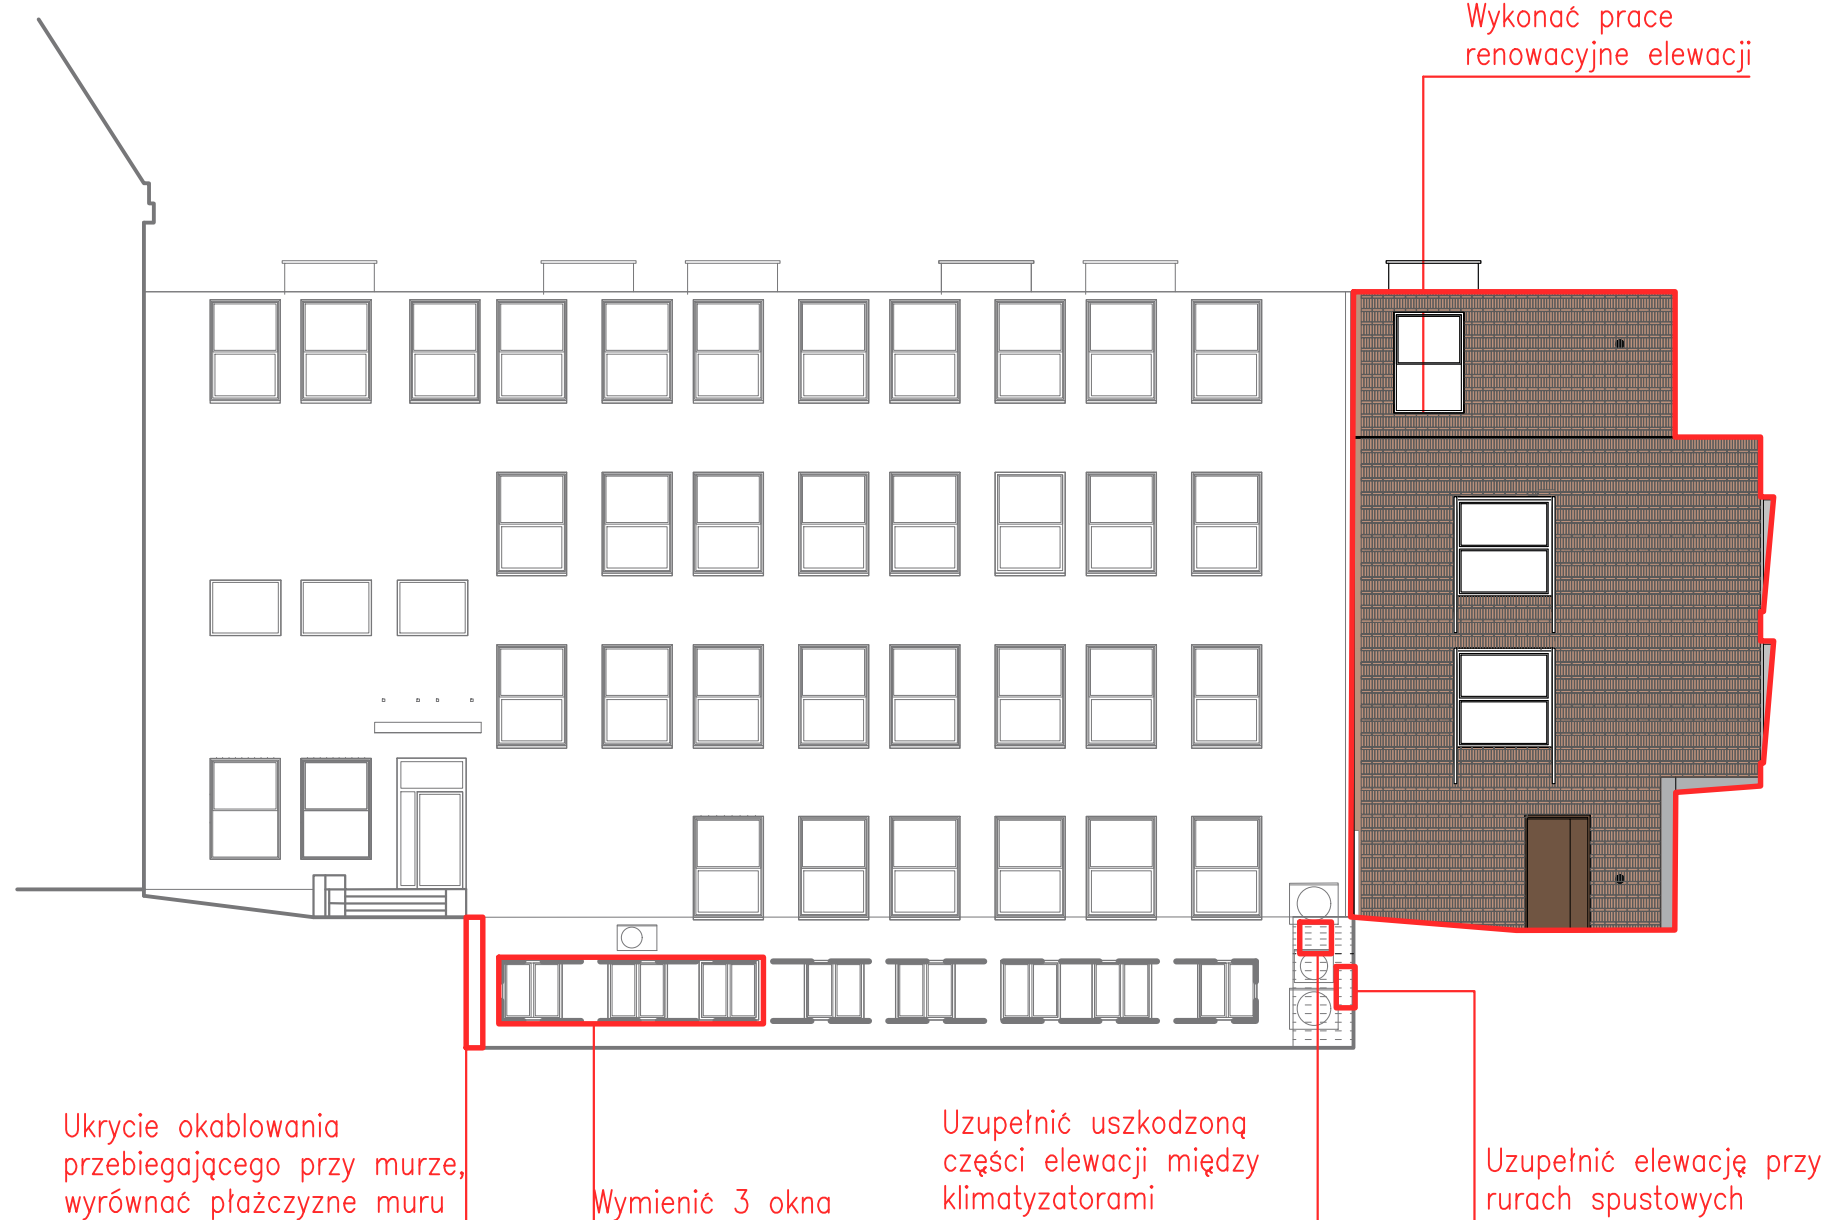 Wykonać prace
renowacyjne elewacji
Ukrycie okablowania
przebiegającego przy murze,
wyrównać płażczyzne muru
Wymienić 3 okna
Uzupełnić uszkodzoną
części elewacji między
klimatyzatorami
Uzupełnić elewację przy
rurach spustowych